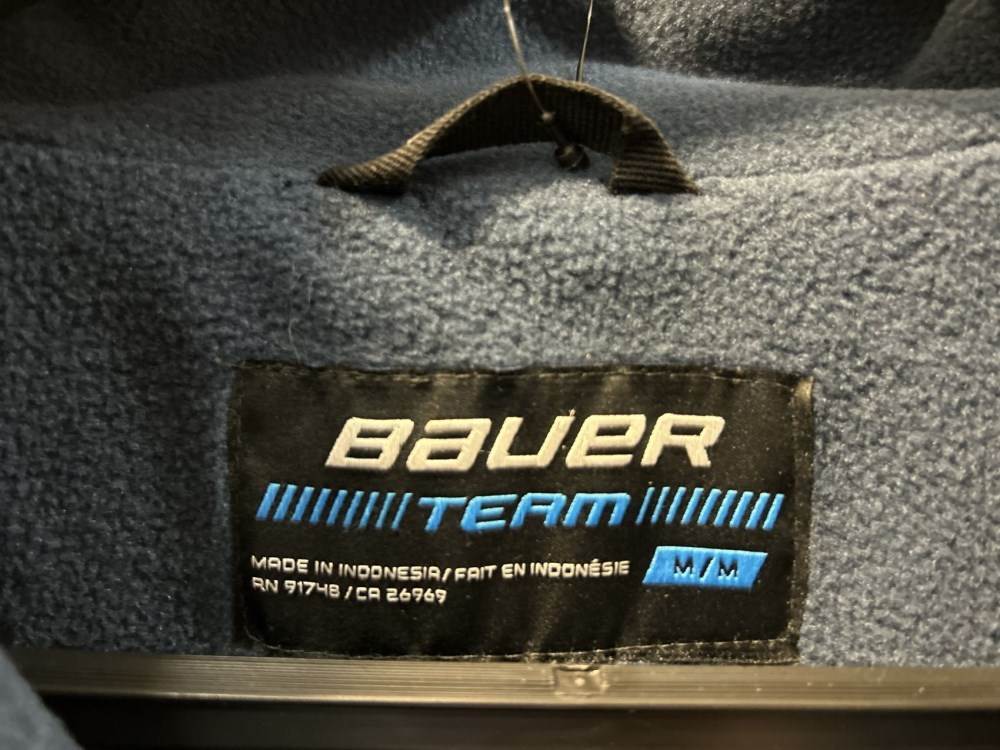 BAUER
TEAM
MADE IN INDONESIA/FAIT EN INDONÉSIE
M/M
RN 91748 / CA 26969